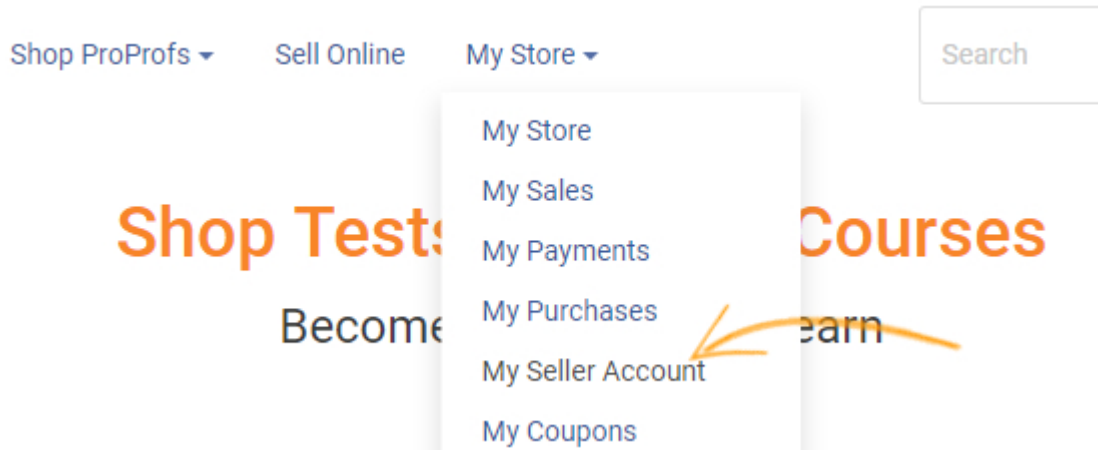 Shop ProProfs Sell Online My Store Search
My Store
My Sales
Shop Tests Courses
My Payments
My Purchases
Become earn
My Seller Account
My Coupons